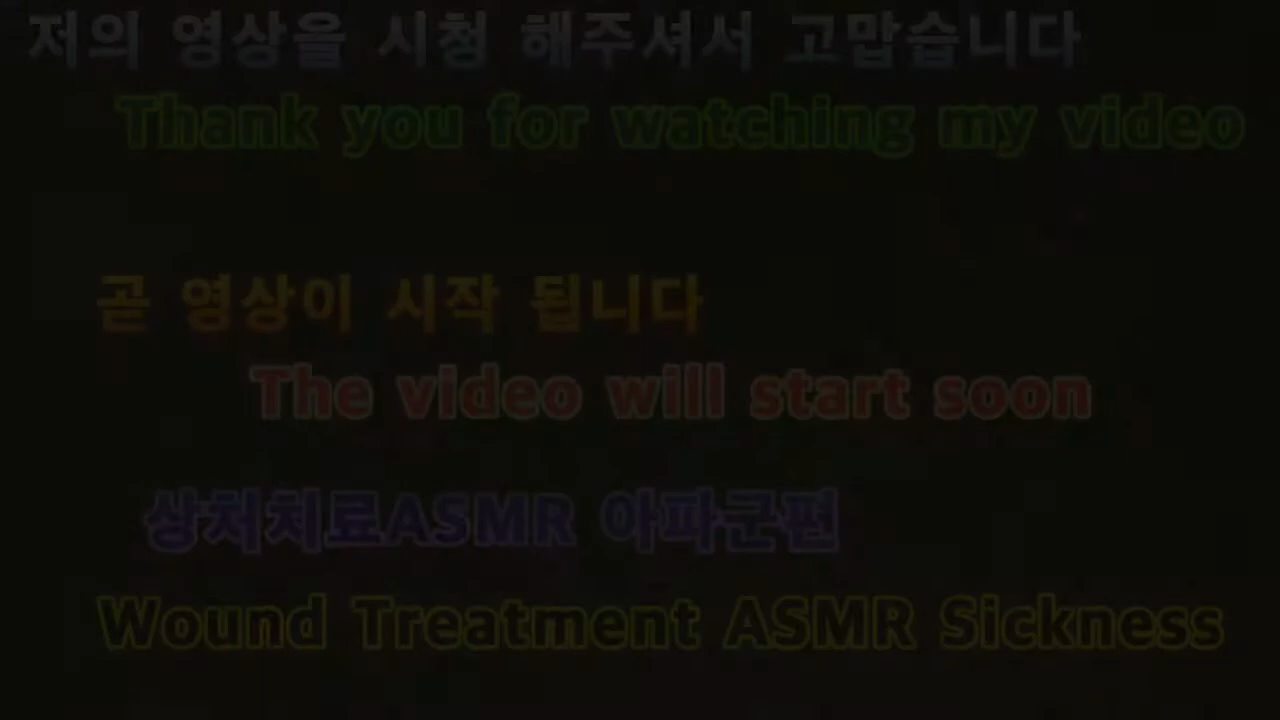 저의 영상을 시청 해주셔서 고맙습니다
Thank you for watching my video
곧 영상이 시작 됩니다
The video will start soon
상처치료ASMR 아파군편
Wound Treatment ASMR Sickness